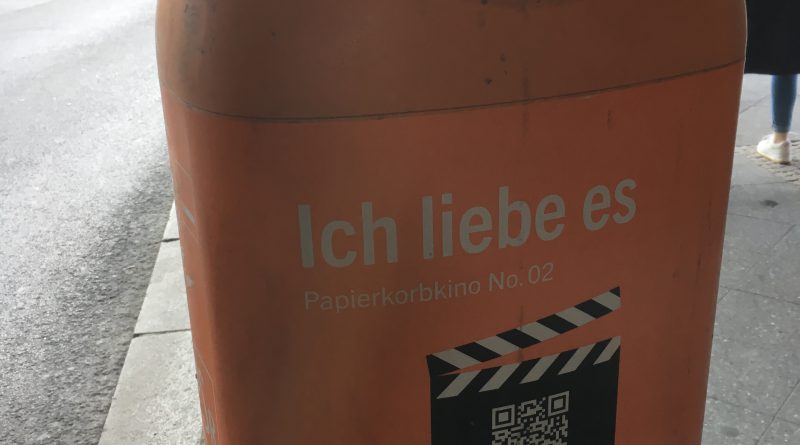 Ich liebe es
Papierkorbkino No. 02